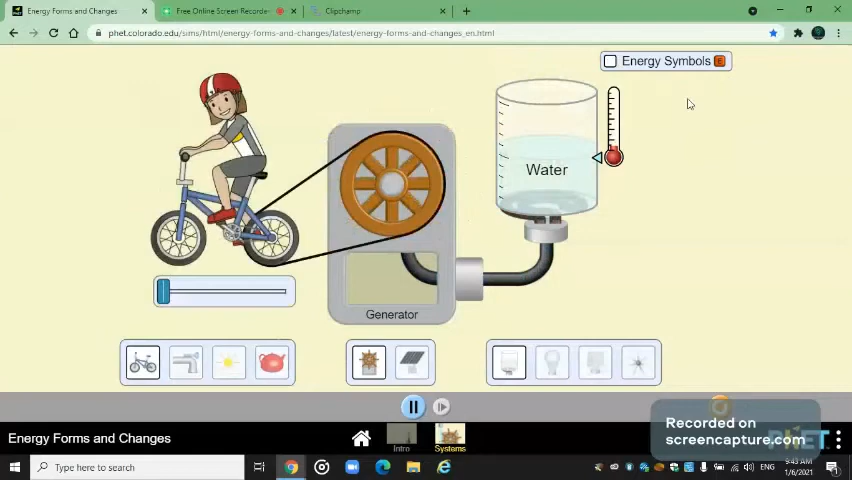 Energy Forms and Changes
Free Online Screen Recorder
Clipchamp
phet.colorado.edu/sims/html/energy-forms-and-changes/latest/energy-forms-and-changes_en.html
Energy Symbols E
Water
Generator
Energy Forms and Changes
Intro
Systems
PhET
Recorded on
screencapture.com
Type here to search
ENG
9:43 AM
1/6/2021